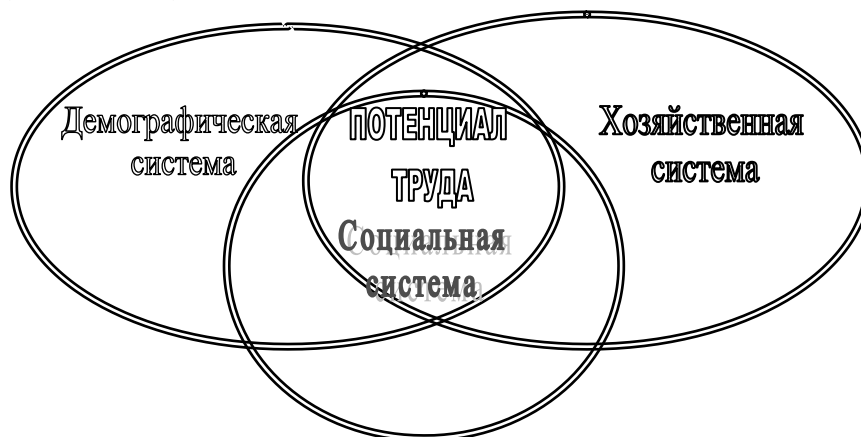 Демографическая
система
ПОТЕНЦИАЛ
ТРУДА
Социальная
система
Хозяйственная
система